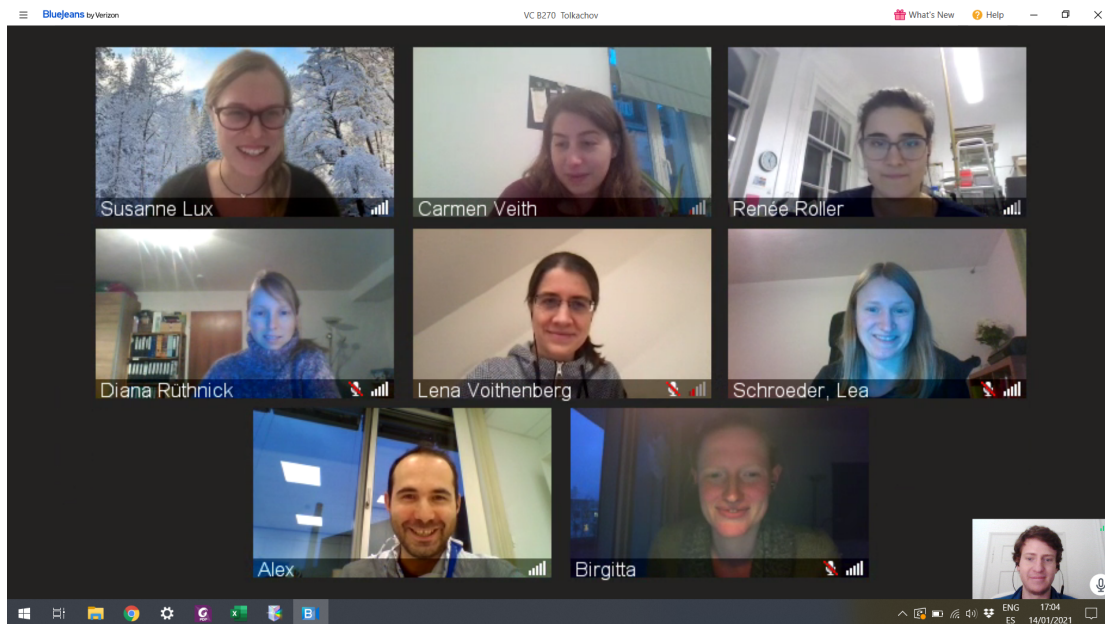 BlueJeans by Verizon
VC B270 Tolkachov
What's New
Help
Susanne Lux
Carmen Veith
Renée Roller
Diana Rüthnick
Lena Voithenberg
Schroeder, Lea
Alex
Birgitta
ENG
ES
17:04
14/01/2021